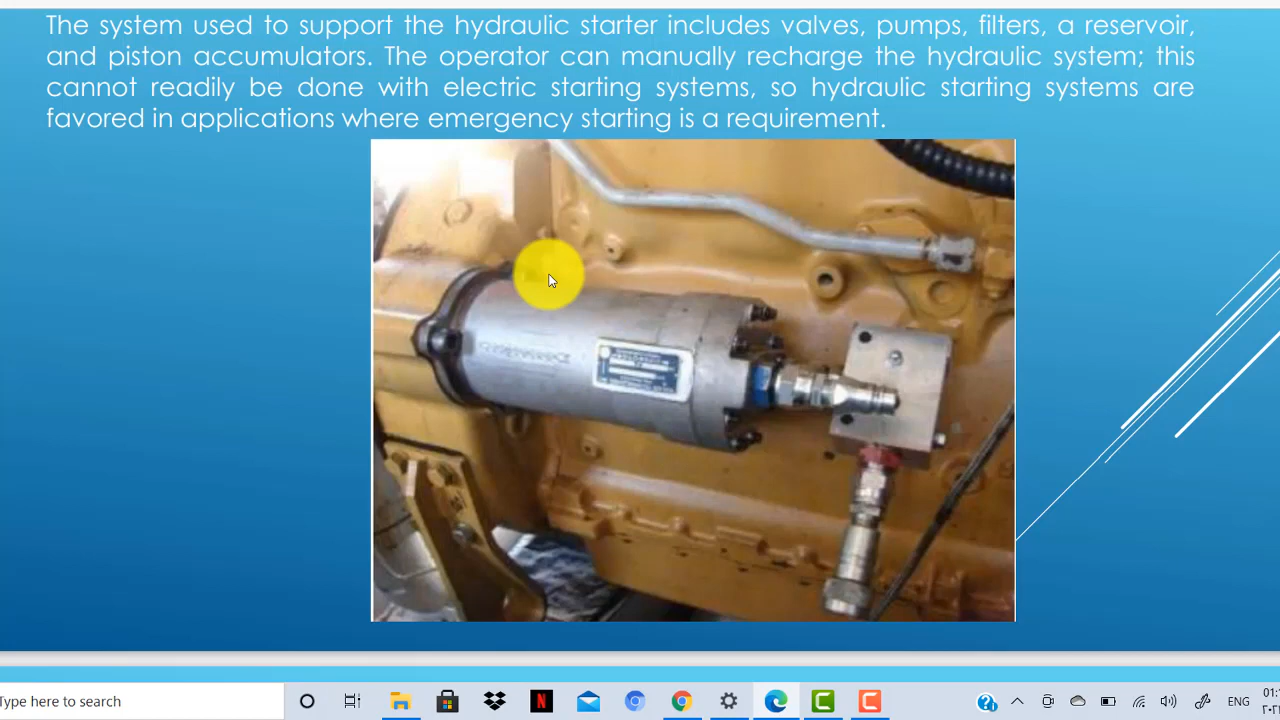 The system used to support the hydraulic starter includes valves, pumps, filters, a reservoir,
and piston accumulators. The operator can manually recharge the hydraulic system; this
cannot readily be done with electric starting systems, so hydraulic starting systems are
favored in applications where emergency starting is a requirement.
Type here to search
N
ENG